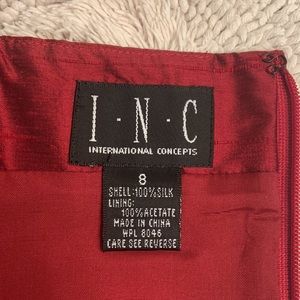 I·N·C
INTERNATIONAL CONCEPTS
8
SHELL:100%SILK
LINING:
100%ACETATE
MADE IN CHINA
WPL 8046
CARE SEE REVERSE